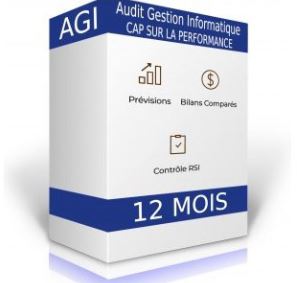 AGI
Audit Gestion Informatique
CAP SUR LA PERFORMANCE
Prévisions
Bilans Comparés
Contrôle RSI
12 MOIS